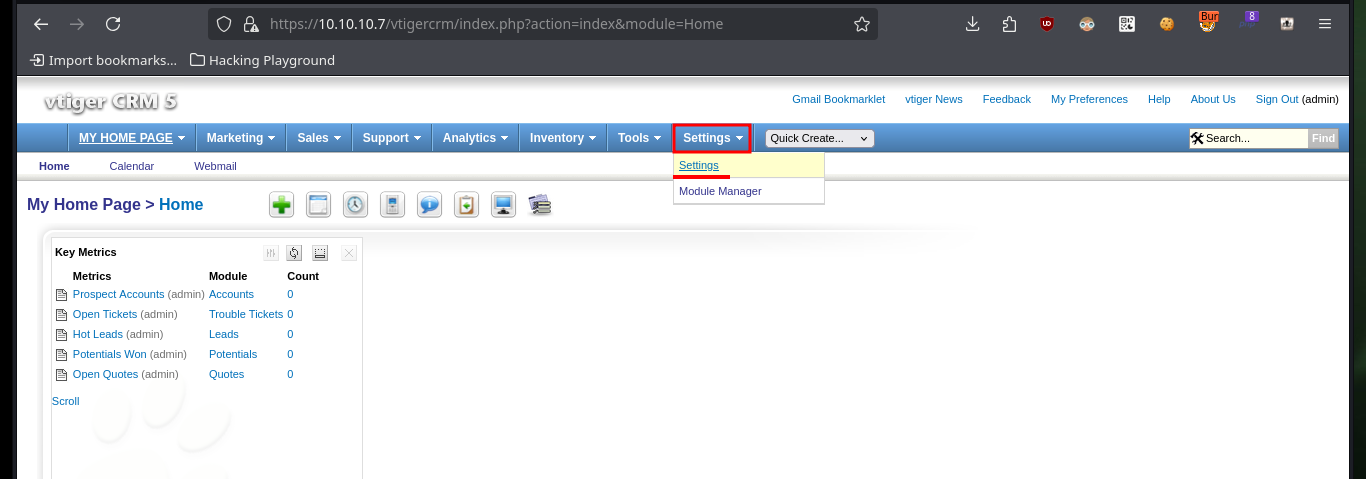 https://10.10.10.7/vtigercrm/index.php?action=index&module=Home
Bur 8
UD
Import bookmarks... Hacking Playground
vtiger CRM 5
Gmail Bookmarklet vtiger News Feedback My Preferences Help About Us Sign Out (admin)
MY HOME PAGE Marketing Sales Support Analytics Inventory Tools Settings Quick Create... Search... Find
Home Calendar Webmail
Settings
Module Manager
My Home Page > Home
Key Metrics
Metrics Module Count
Prospect Accounts (admin) Accounts 0
Open Tickets (admin) Trouble Tickets 0
Hot Leads (admin) Leads 0
Potentials Won (admin) Potentials 0
Open Quotes (admin) Quotes 0
Scroll